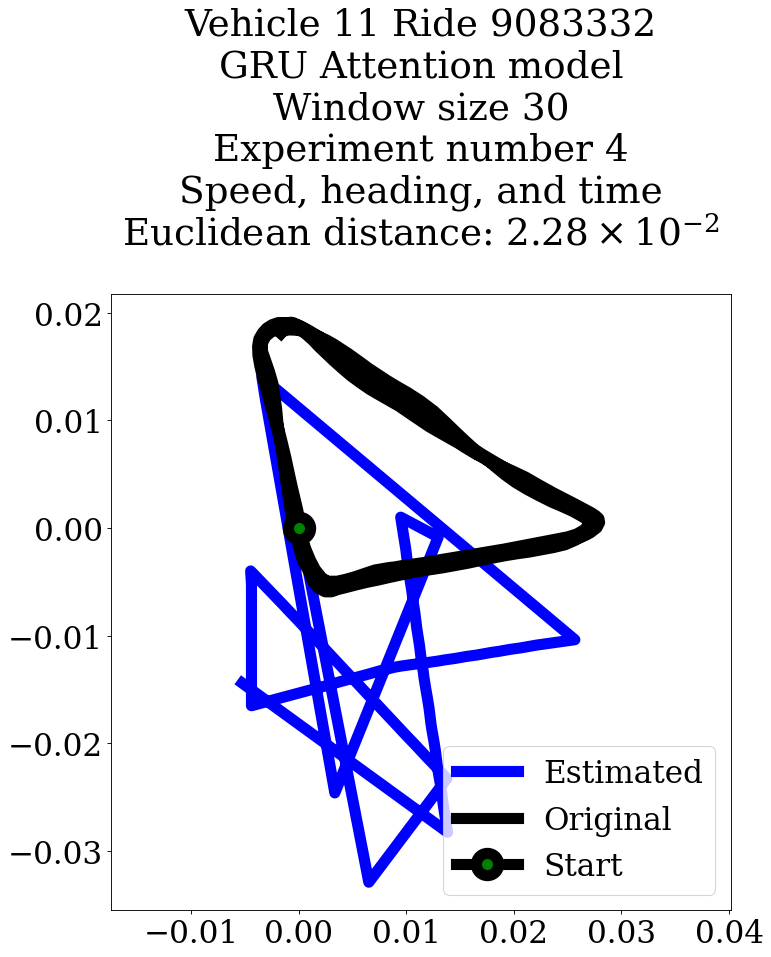 Vehicle 11 Ride 9083332
GRU Attention model
Window size 30
Experiment number 4
Speed, heading, and time
Euclidean distance: 2.28 × 10⁻²
0.02
0.01
0.00
−0.01
−0.02
−0.03
Estimated
Original
Start
−0.01 0.00 0.01 0.02 0.03 0.04